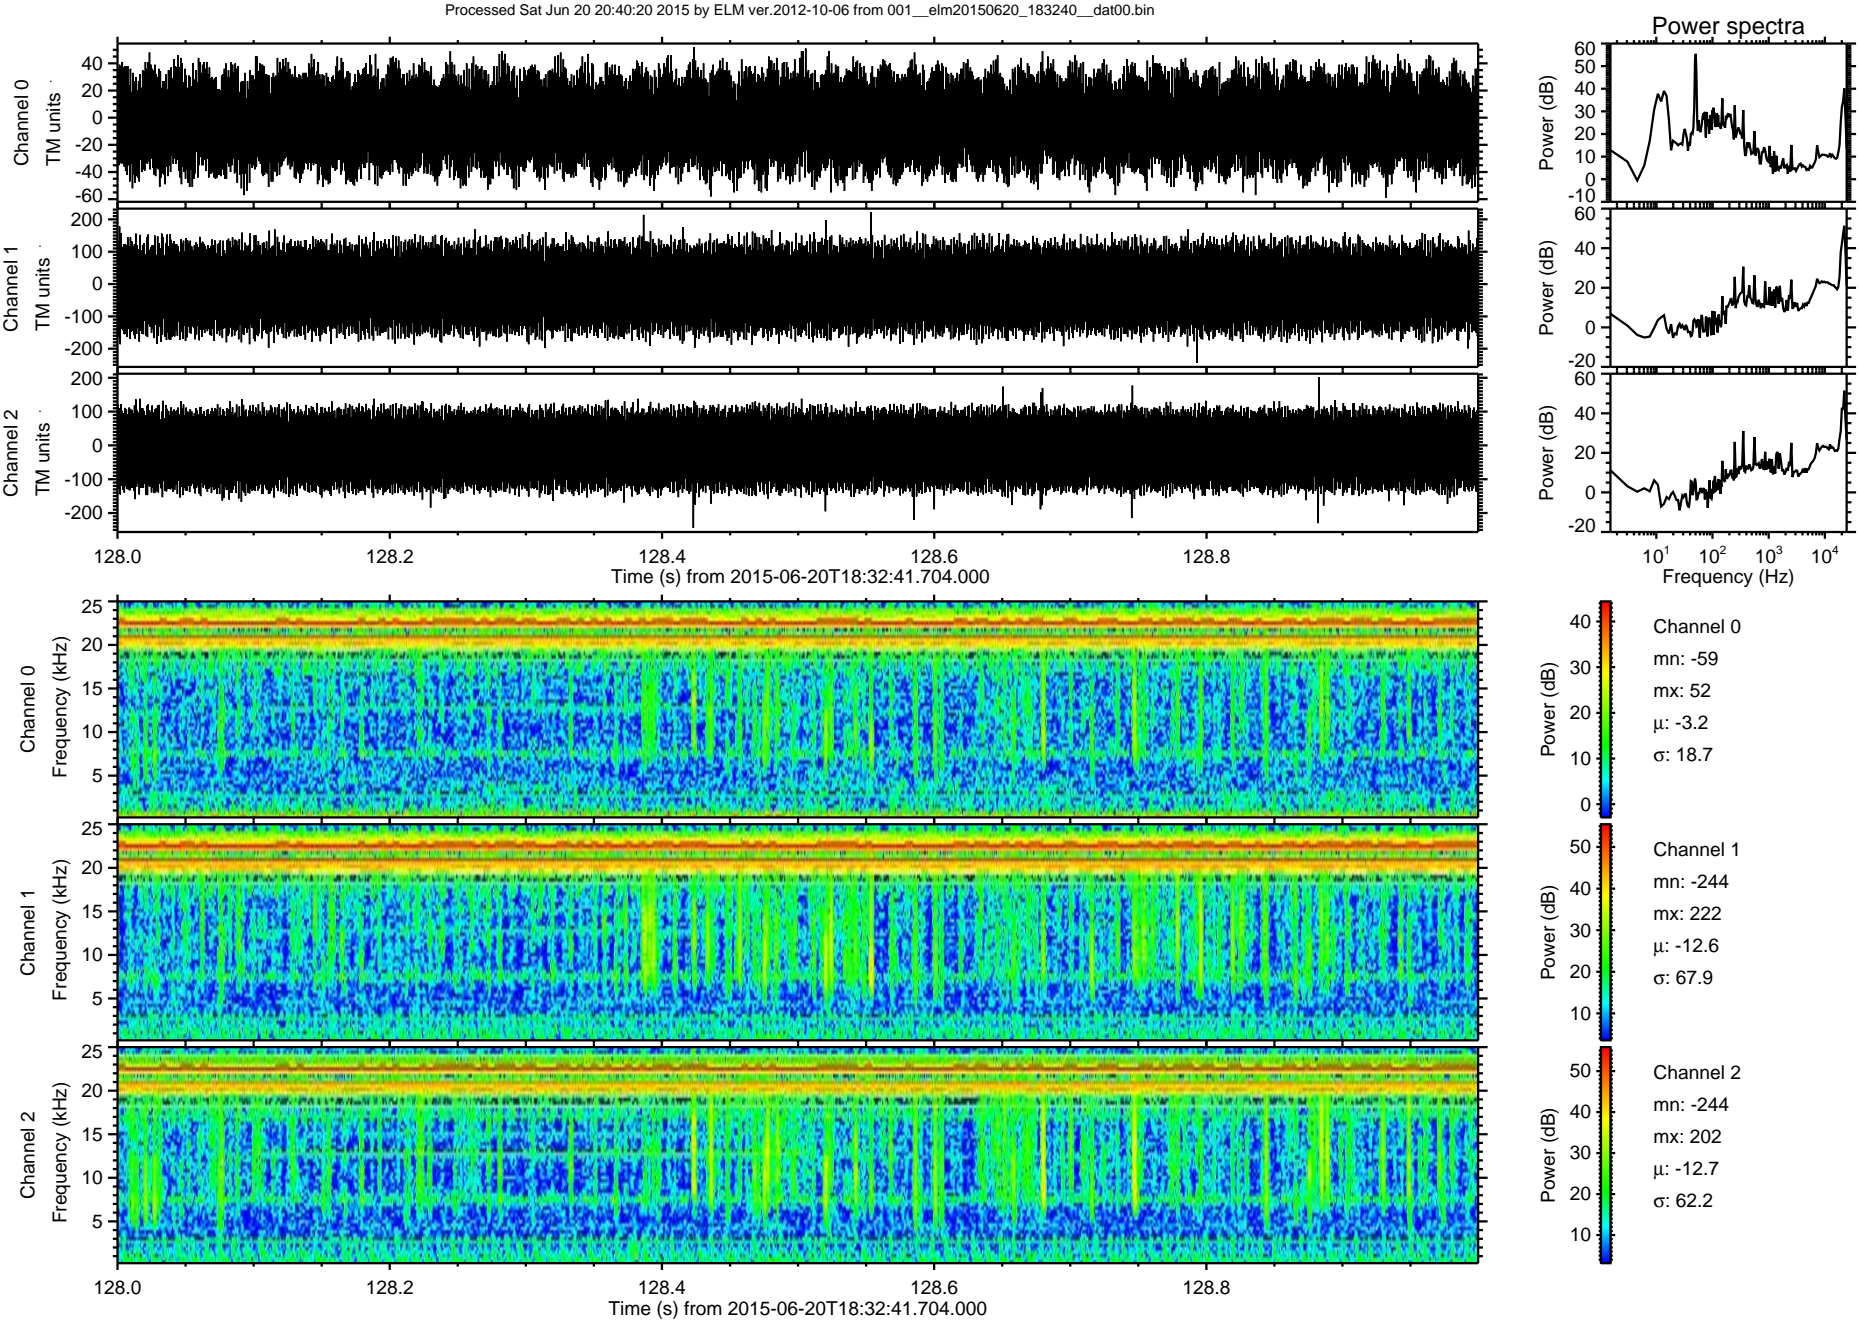 Processed Sat Jun 20 20:40:20 2015 by ELM ver.2012-10-06 from 001__elm20150620_183240__dat00.bin
Power spectra
Channel 0
TM units
40
20
0
-20
-40
-60
Power (dB)
60
50
40
30
20
10
0
-10
Channel 1
TM units
200
100
0
-100
-200
Power (dB)
60
40
20
0
-20
Channel 2
TM units
200
100
0
-100
-200
Power (dB)
60
40
20
0
-20
128.0
128.2
128.4
128.6
128.8
Time (s) from 2015-06-20T18:32:41.704.000
10^1
10^2
10^3
10^4
Frequency (Hz)
Channel 0
Frequency (kHz)
25
20
15
10
5
Power (dB)
40
30
20
10
0
Channel 0
mn: -59
mx: 52
μ: -3.2
σ: 18.7
Channel 1
Frequency (kHz)
25
20
15
10
5
Power (dB)
50
40
30
20
10
Channel 1
mn: -244
mx: 222
μ: -12.6
σ: 67.9
Channel 2
Frequency (kHz)
25
20
15
10
5
Power (dB)
50
40
30
20
10
Channel 2
mn: -244
mx: 202
μ: -12.7
σ: 62.2
128.0
128.2
128.4
128.6
128.8
Time (s) from 2015-06-20T18:32:41.704.000